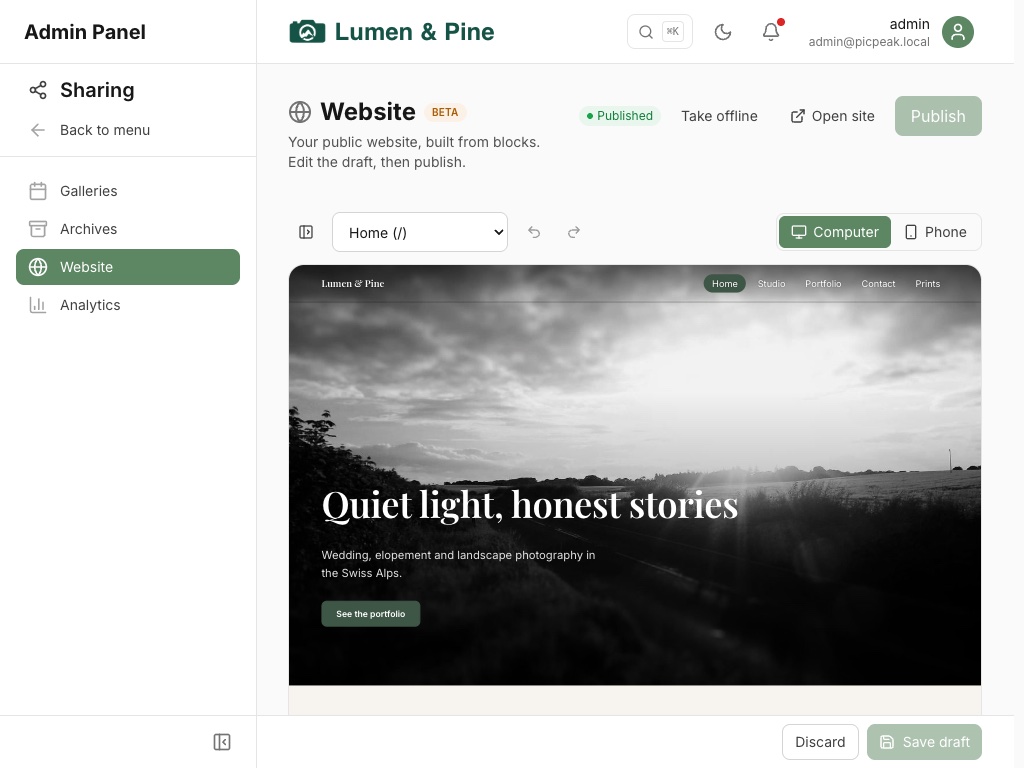 Admin Panel
Lumen & Pine
⌘K
admin
admin@picpeak.local
Sharing
Back to menu
Galleries
Archives
Website
Analytics
Website BETA
Your public website, built from blocks.
Edit the draft, then publish.
Published
Take offline
Open site
Publish
Home (/)
Computer
Phone
Lumen & Pine
Home
Studio
Portfolio
Contact
Prints
Quiet light, honest stories
Wedding, elopement and landscape photography in
the Swiss Alps.
See the portfolio
Discard
Save draft